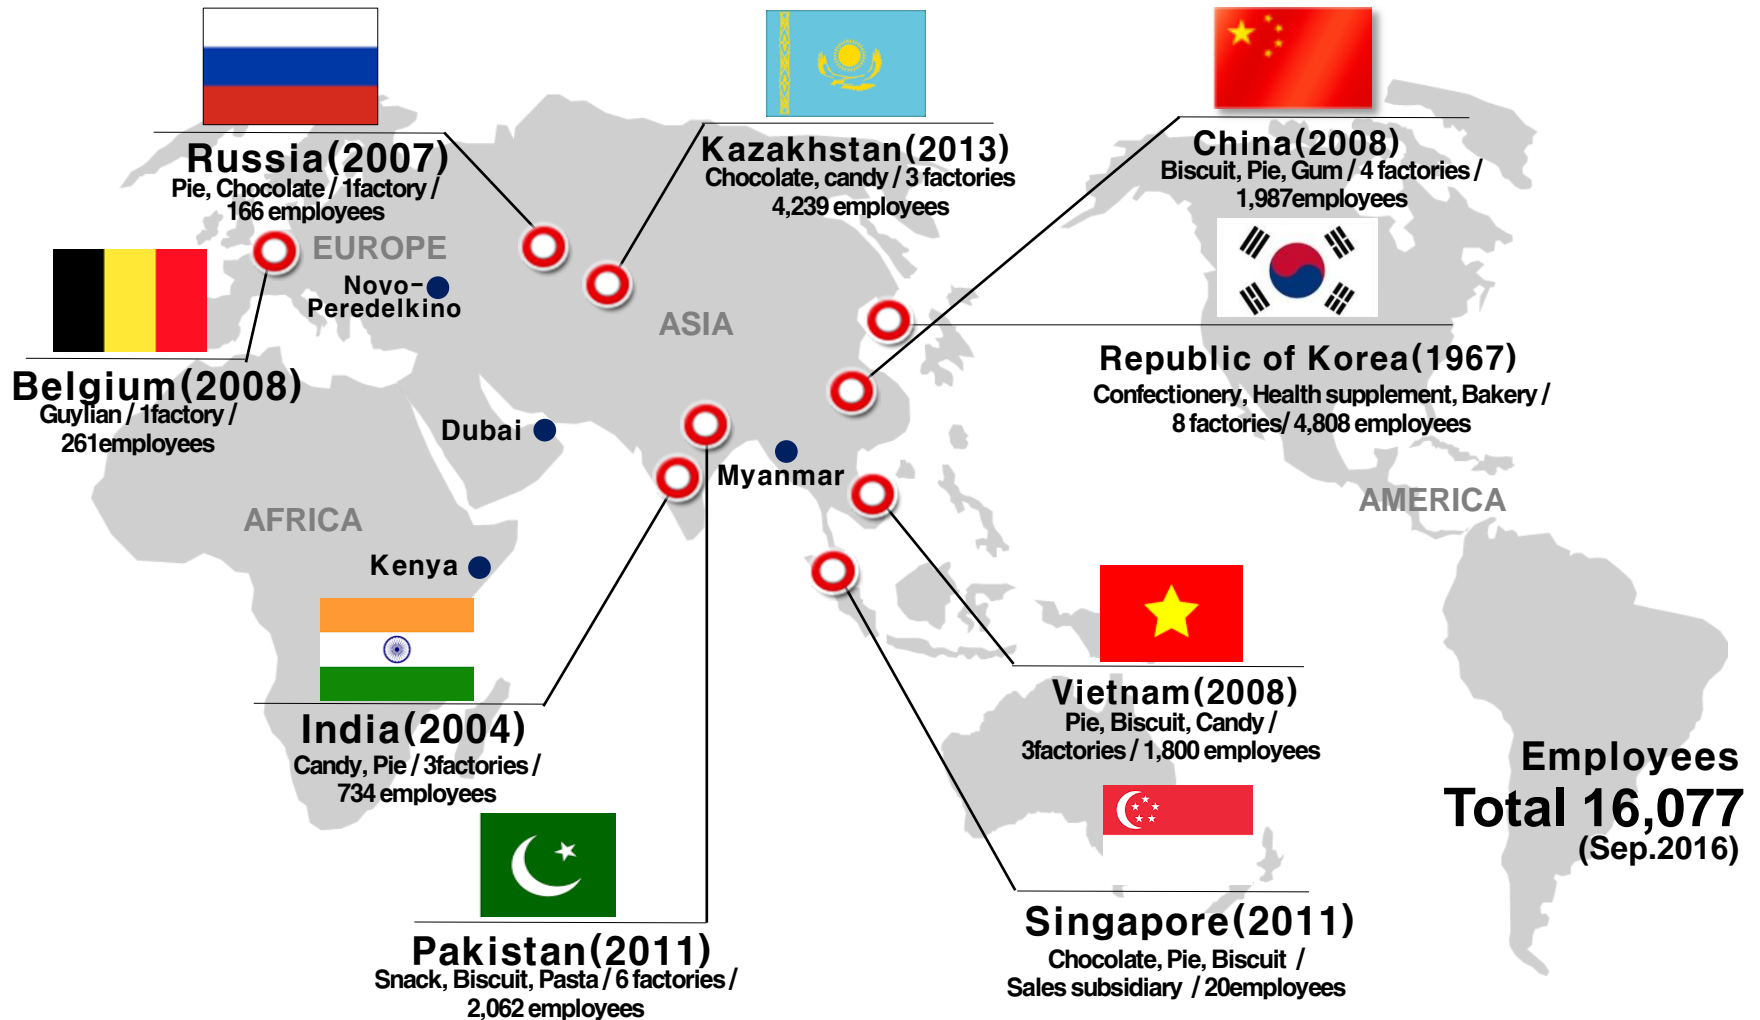 Russia(2007)
Pie, Chocolate / 1factory /
166 employees
Kazakhstan(2013)
Chocolate, candy / 3 factories
4,239 employees
China(2008)
Biscuit, Pie, Gum / 4 factories /
1,987employees
EUROPE
Novo-
Peredelkino
ASIA
Republic of Korea(1967)
Confectionery, Health supplement, Bakery /
8 factories/ 4,808 employees
Belgium(2008)
Guylian / 1factory /
261employees
Dubai
Myanmar
AMERICA
AFRICA
Kenya
India(2004)
Candy, Pie / 3factories /
734 employees
Vietnam(2008)
Pie, Biscuit, Candy /
3factories / 1,800 employees
Employees
Total 16,077
(Sep.2016)
Pakistan(2011)
Snack, Biscuit, Pasta / 6 factories /
2,062 employees
Singapore(2011)
Chocolate, Pie, Biscuit /
Sales subsidiary / 20employees